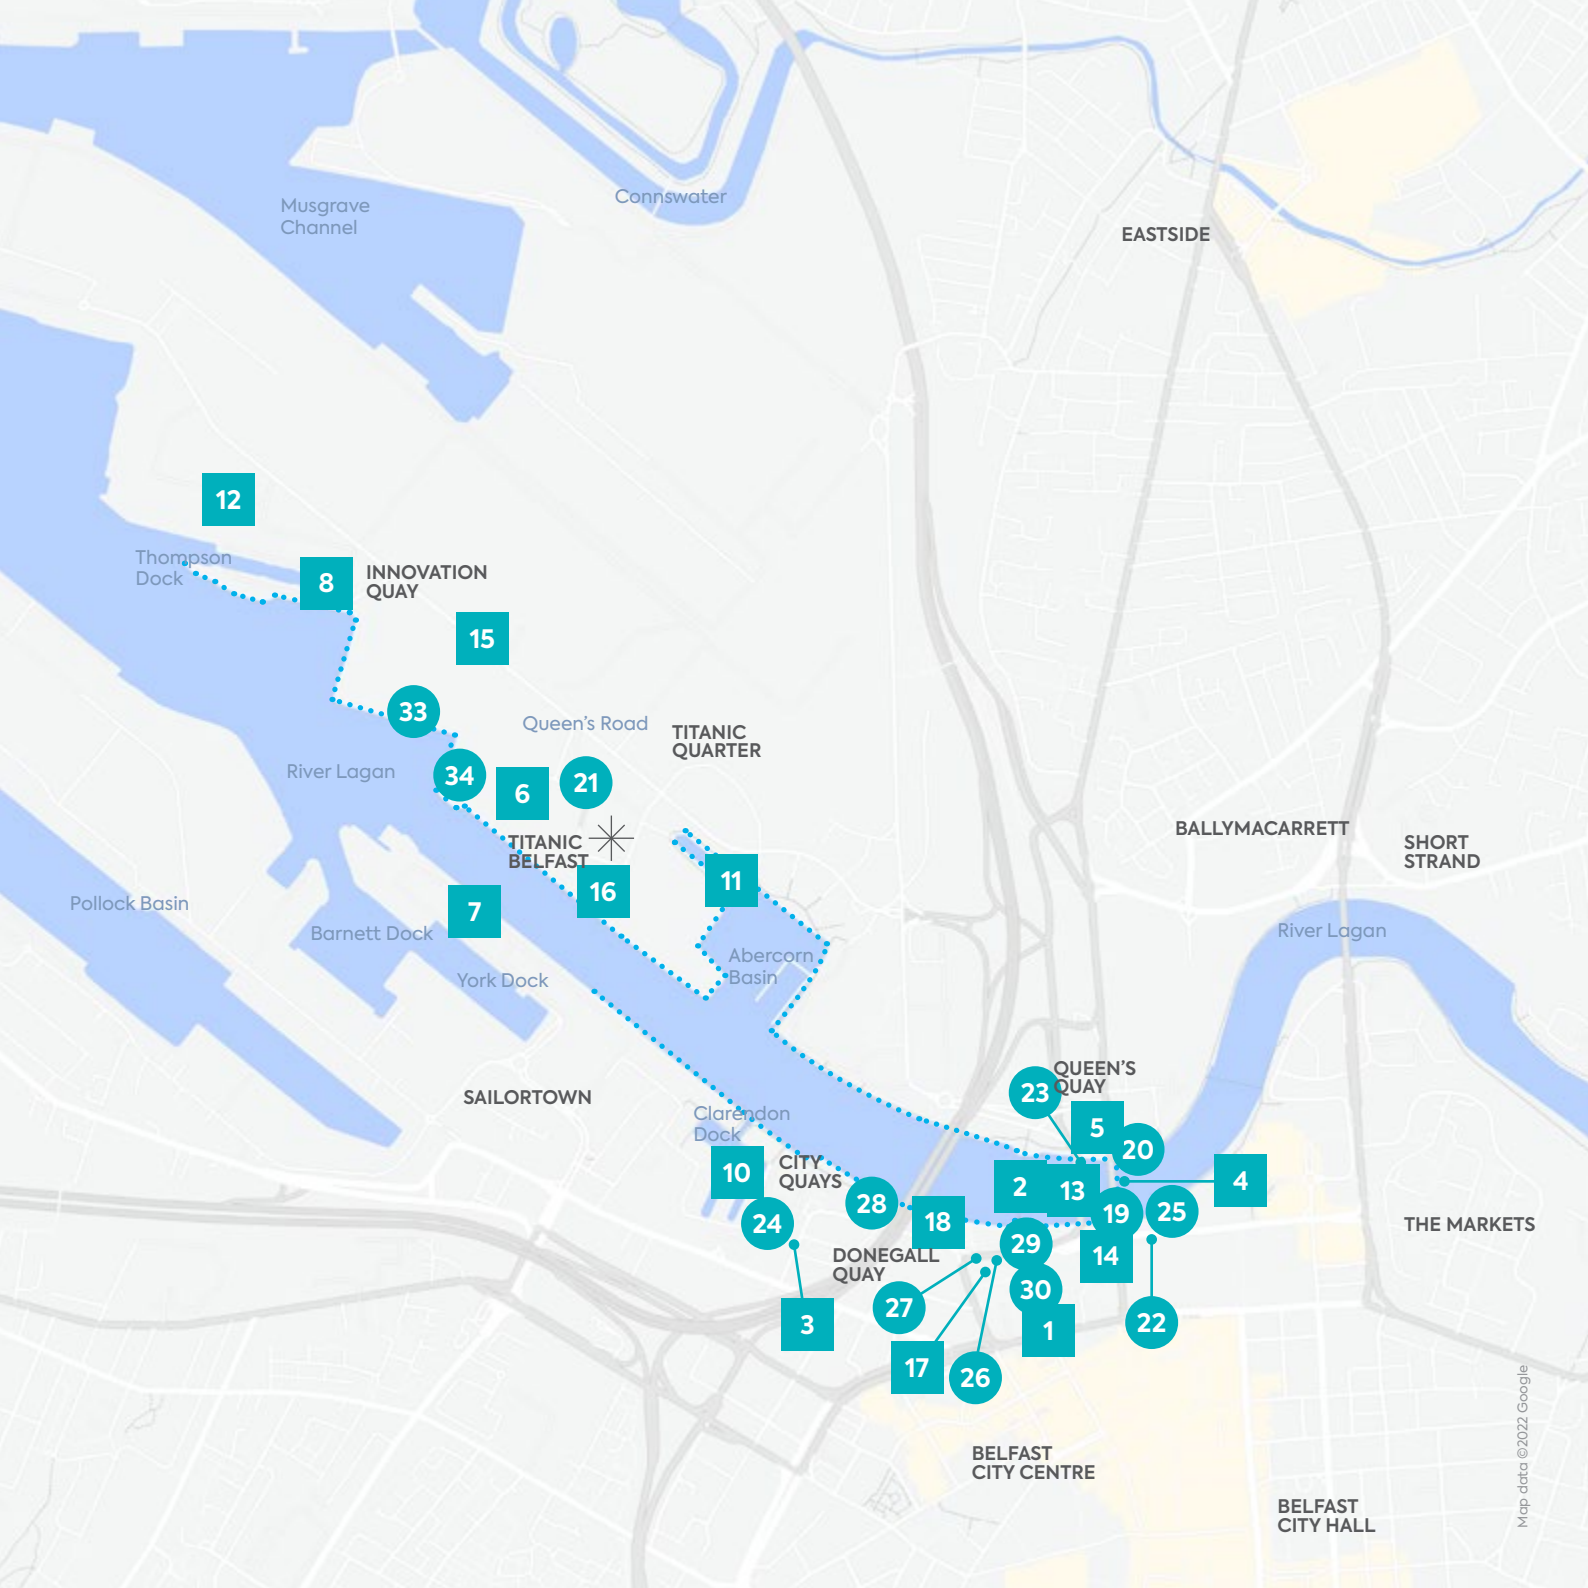 Connswater
Musgrave
Channel
EASTSIDE
12
Thompson
Dock
8
INNOVATION
QUAY
15
33
Queen's Road
TITANIC
QUARTER
River Lagan
34
6
21
TITANIC
BELFAST
BALLYMACARRETT
SHORT
STRAND
16
11
7
Pollock Basin
Barnett Dock
York Dock
Abercorn
Basin
River Lagan
SAILORTOWN
Clarendon
Dock
QUEEN'S
QUAY
23
5
20
10
CITY
QUAYS
2
13
4
28
24
18
19
25
THE MARKETS
DONEGALL
QUAY
29
14
30
27
3
1
22
17
26
BELFAST
CITY CENTRE
BELFAST
CITY HALL
Map data ©2022 Google